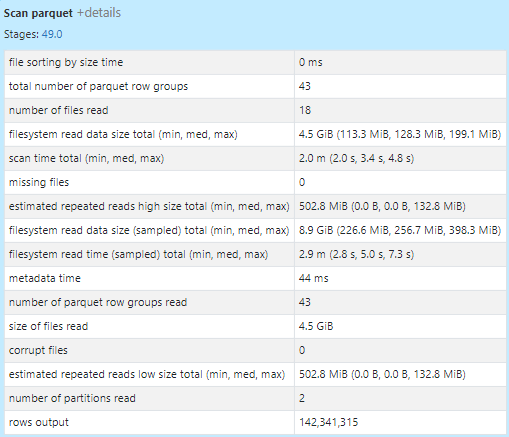 Scan parquet +details
Stages: 49.0
file sorting by size time 0 ms
total number of parquet row groups 43
number of files read 18
filesystem read data size total (min, med, max) 4.5 GiB (113.3 MiB, 128.3 MiB, 199.1 MiB)
scan time total (min, med, max) 2.0 m (2.0 s, 3.4 s, 4.8 s)
missing files 0
estimated repeated reads high size total (min, med, max) 502.8 MiB (0.0 B, 0.0 B, 132.8 MiB)
filesystem read data size (sampled) total (min, med, max) 8.9 GiB (226.6 MiB, 256.7 MiB, 398.3 MiB)
filesystem read time (sampled) total (min, med, max) 2.9 m (2.8 s, 5.0 s, 7.3 s)
metadata time 44 ms
number of parquet row groups read 43
size of files read 4.5 GiB
corrupt files 0
estimated repeated reads low size total (min, med, max) 502.8 MiB (0.0 B, 0.0 B, 132.8 MiB)
number of partitions read 2
rows output 142,341,315